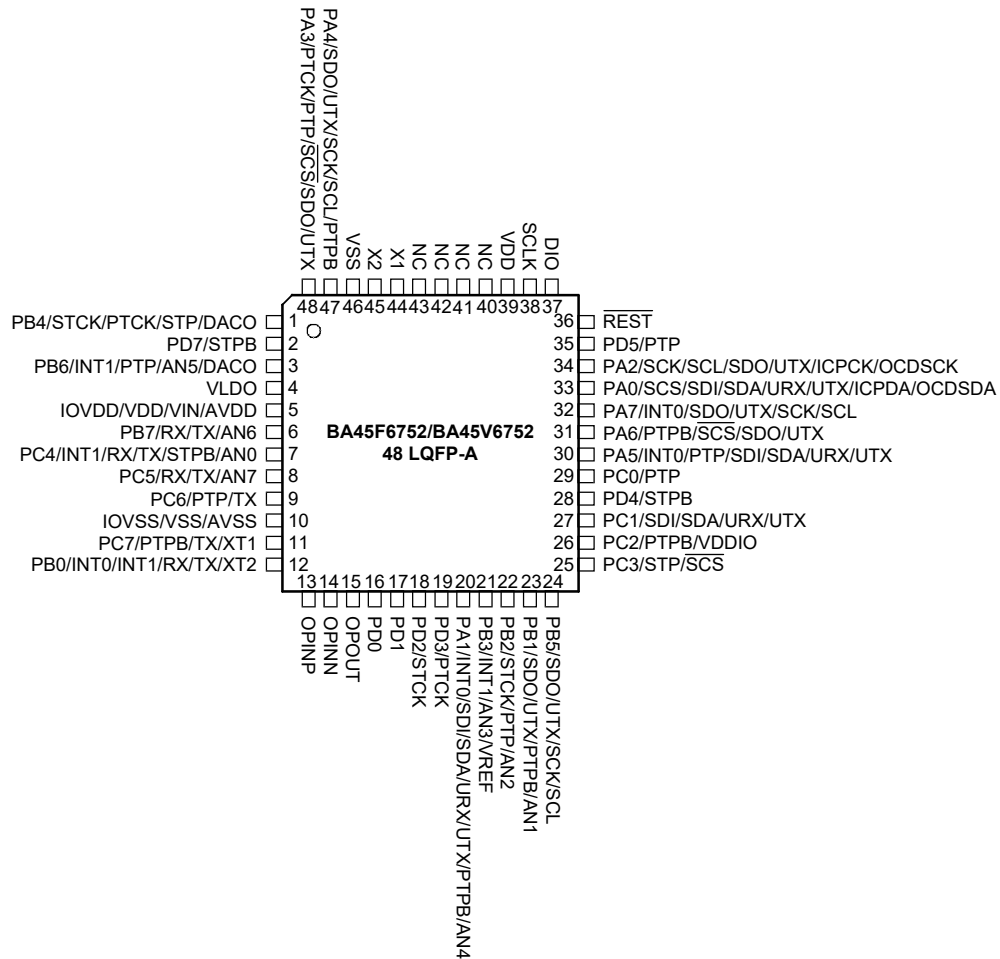 PA4/SDO/UTX/SCK/SCL/PTPB
PA3/PTCK/PTP/SCS/SDO/UTX
VSS
X2
X1
NC
NC
NC
NC
VDD
SCLK
DIO
48 47 46 45 44 43 42 41 40 39 38 37
PB4/STCK/PTCK/STP/DACO 1
PD7/STPB 2
PB6/INT1/PTP/AN5/DACO 3
VLDO 4
IOVDD/VDD/VIN/AVDD 5
PB7/RX/TX/AN6 6
PC4/INT1/RX/TX/STPB/AN0 7
PC5/RX/TX/AN7 8
PC6/PTP/TX 9
IOVSS/VSS/AVSS 10
PC7/PTPB/TX/XT1 11
PB0/INT0/INT1/RX/TX/XT2 12
BA45F6752/BA45V6752
48 LQFP-A
36 REST
35 PD5/PTP
34 PA2/SCK/SCL/SDO/UTX/ICPCK/OCDSCK
33 PA0/SCS/SDI/SDA/URX/UTX/ICPDA/OCDSDA
32 PA7/INT0/SDO/UTX/SCK/SCL
31 PA6/PTPB/SCS/SDO/UTX
30 PA5/INT0/PTP/SDI/SDA/URX/UTX
29 PC0/PTP
28 PD4/STPB
27 PC1/SDI/SDA/URX/UTX
26 PC2/PTPB/VDDIO
25 PC3/STP/SCS
13 14 15 16 17 18 19 20 21 22 23 24
OPINP
OPINN
OPOUT
PD0
PD1
PD2/STCK
PD3/PTCK
PA1/INT0/SDI/SDA/URX/UTX/PTPB/AN4
PB3/INT1/AN3/VREF
PB2/STCK/PTP/AN2
PB1/SDO/UTX/PTPB/AN1
PB5/SDO/UTX/SCK/SCL